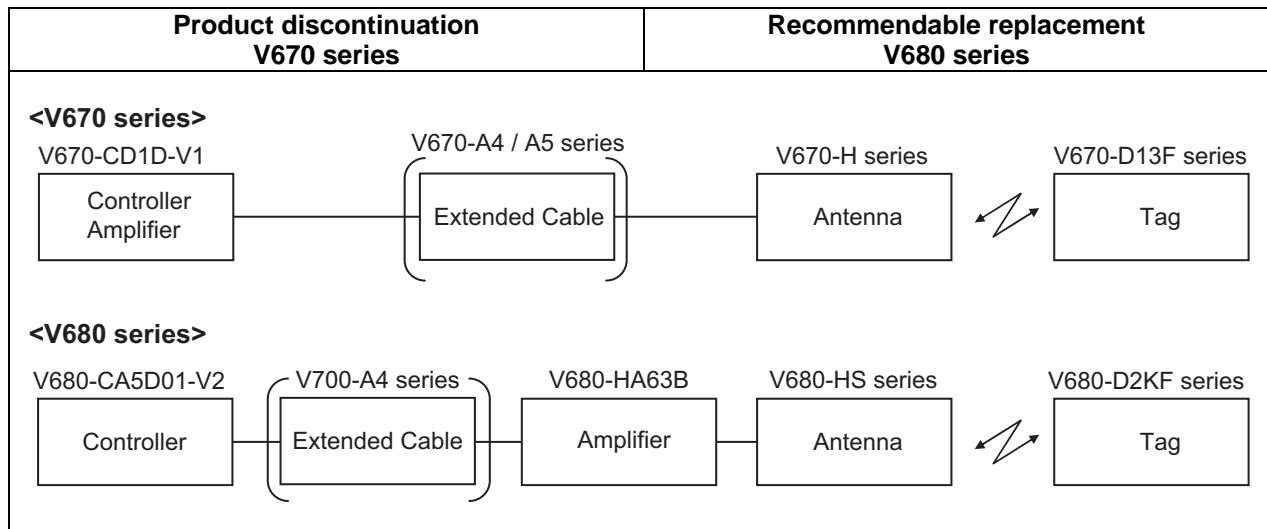 Product discontinuation
V670 series
Recommendable replacement
V680 series
<V670 series>
V670-CD1D-V1
V670-A4 / A5 series
V670-H series
V670-D13F series
Controller
Amplifier
Extended Cable
Antenna
Tag
<V680 series>
V680-CA5D01-V2
V700-A4 series
V680-HA63B
V680-HS series
V680-D2KF series
Controller
Extended Cable
Amplifier
Antenna
Tag